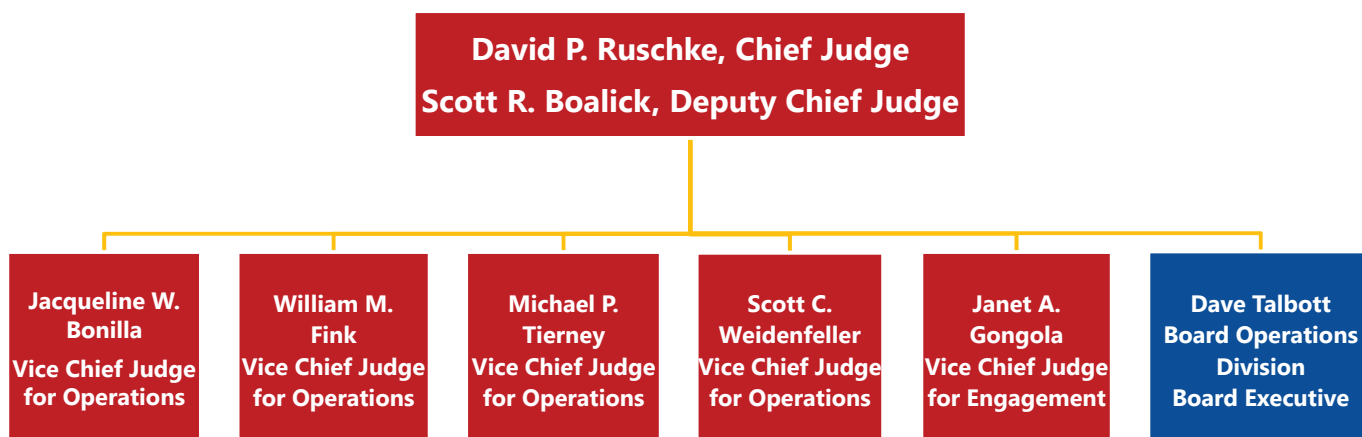 David P. Ruschke, Chief Judge
Scott R. Boalick, Deputy Chief Judge
Jacqueline W.
Bonilla
Vice Chief Judge
for Operations
William M.
Fink
Vice Chief Judge
for Operations
Michael P.
Tierney
Vice Chief Judge
for Operations
Scott C.
Weidenfeller
Vice Chief Judge
for Operations
Janet A.
Gongola
Vice Chief Judge
for Engagement
Dave Talbott
Board Operations
Division
Board Executive